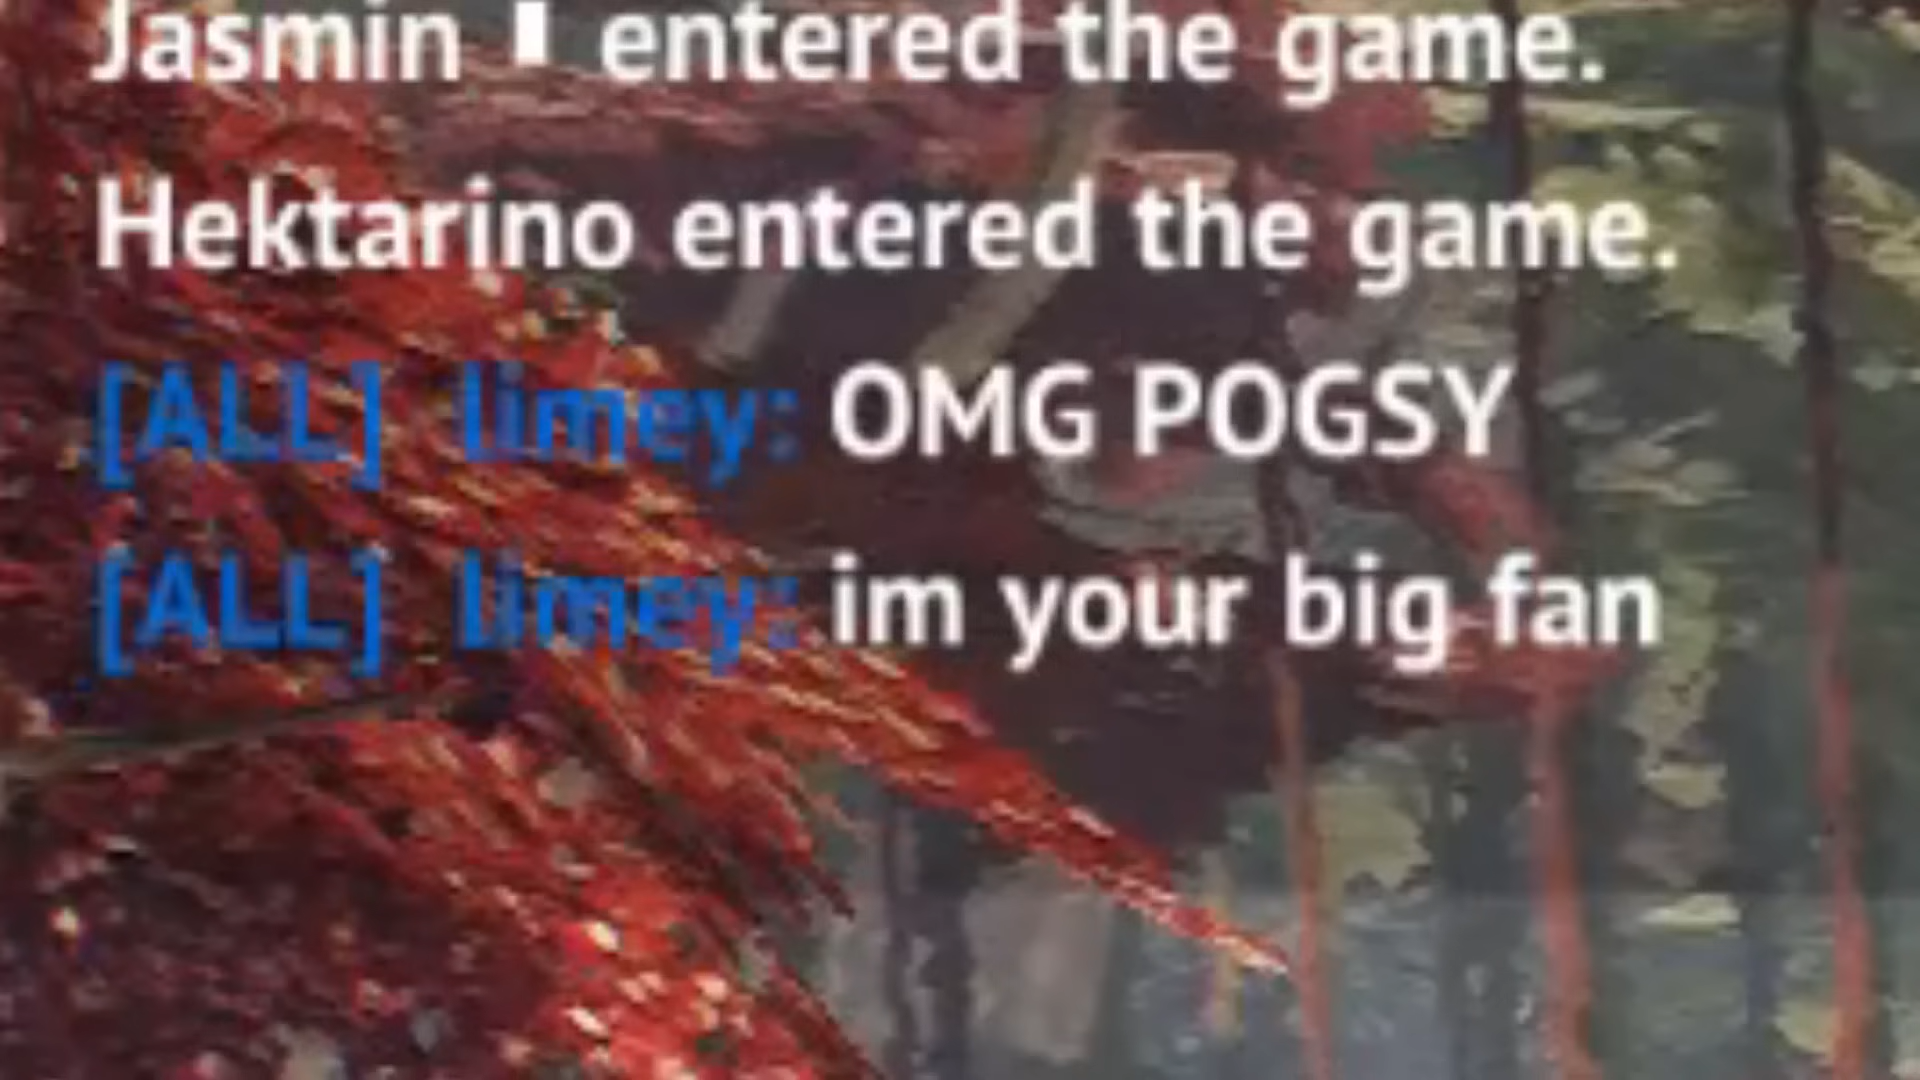 Jasmin ▮ entered the game.
Hektarino entered the game.
[ALL] limey: OMG POGSY
[ALL] limey: im your big fan